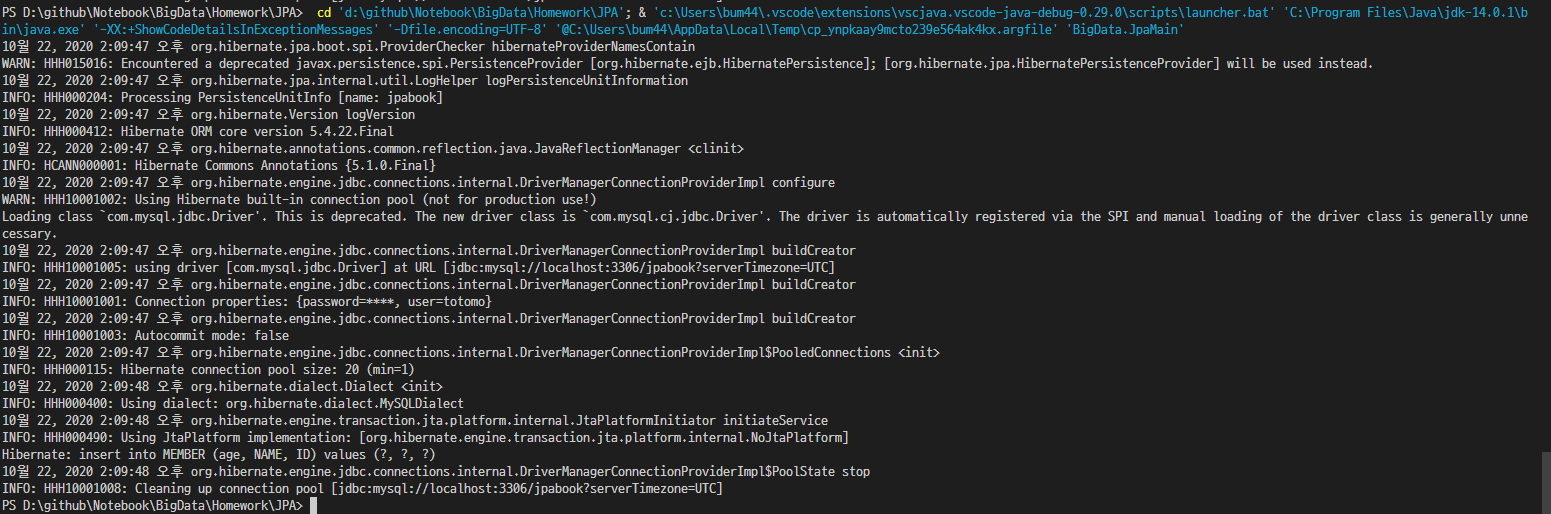 PS D:\github\Notebook\BigData\Homework\JPA>  cd 'd:\github\Notebook\BigData\Homework\JPA'; & 'c:\Users\bum44\.vscode\extensions\vscjava.vscode-java-debug-0.29.0\scripts\launcher.bat' 'C:\Program Files\Java\jdk-14.0.1\b
in\java.exe' '-XX:+ShowCodeDetailsInExceptionMessages' '-Dfile.encoding=UTF-8' '@C:\Users\bum44\AppData\Local\Temp\cp_ynpkaay9mcto239e564ak4kx.argfile' 'BigData.JpaMain'
10월 22, 2020 2:09:47 오후 org.hibernate.jpa.boot.spi.ProviderChecker hibernateProviderNamesContain
WARN: HHH015016: Encountered a deprecated javax.persistence.spi.PersistenceProvider [org.hibernate.ejb.HibernatePersistence]; [org.hibernate.jpa.HibernatePersistenceProvider] will be used instead.
10월 22, 2020 2:09:47 오후 org.hibernate.jpa.internal.util.LogHelper logPersistenceUnitInformation
INFO: HHH000204: Processing PersistenceUnitInfo [name: jpabook]
10월 22, 2020 2:09:47 오후 org.hibernate.Version logVersion
INFO: HHH000412: Hibernate ORM core version 5.4.22.Final
10월 22, 2020 2:09:47 오후 org.hibernate.annotations.common.reflection.java.JavaReflectionManager <clinit>
INFO: HCANN000001: Hibernate Commons Annotations {5.1.0.Final}
10월 22, 2020 2:09:47 오후 org.hibernate.engine.jdbc.connections.internal.DriverManagerConnectionProviderImpl configure
WARN: HHH10001002: Using Hibernate built-in connection pool (not for production use!)
Loading class `com.mysql.jdbc.Driver'. This is deprecated. The new driver class is `com.mysql.cj.jdbc.Driver'. The driver is automatically registered via the SPI and manual loading of the driver class is generally unne
cessary.
10월 22, 2020 2:09:47 오후 org.hibernate.engine.jdbc.connections.internal.DriverManagerConnectionProviderImpl buildCreator
INFO: HHH10001005: using driver [com.mysql.jdbc.Driver] at URL [jdbc:mysql://localhost:3306/jpabook?serverTimezone=UTC]
10월 22, 2020 2:09:47 오후 org.hibernate.engine.jdbc.connections.internal.DriverManagerConnectionProviderImpl buildCreator
INFO: HHH10001001: Connection properties: {password=****, user=totomo}
10월 22, 2020 2:09:47 오후 org.hibernate.engine.jdbc.connections.internal.DriverManagerConnectionProviderImpl buildCreator
INFO: HHH10001003: Autocommit mode: false
10월 22, 2020 2:09:47 오후 org.hibernate.engine.jdbc.connections.internal.DriverManagerConnectionProviderImpl$PooledConnections <init>
INFO: HHH000115: Hibernate connection pool size: 20 (min=1)
10월 22, 2020 2:09:48 오후 org.hibernate.dialect.Dialect <init>
INFO: HHH000400: Using dialect: org.hibernate.dialect.MySQLDialect
10월 22, 2020 2:09:48 오후 org.hibernate.engine.transaction.jta.platform.internal.JtaPlatformInitiator initiateService
INFO: HHH000490: Using JtaPlatform implementation: [org.hibernate.engine.transaction.jta.platform.internal.NoJtaPlatform]
Hibernate: insert into MEMBER (age, NAME, ID) values (?, ?, ?)
10월 22, 2020 2:09:48 오후 org.hibernate.engine.jdbc.connections.internal.DriverManagerConnectionProviderImpl$PoolState stop
INFO: HHH10001008: Cleaning up connection pool [jdbc:mysql://localhost:3306/jpabook?serverTimezone=UTC]
PS D:\github\Notebook\BigData\Homework\JPA>